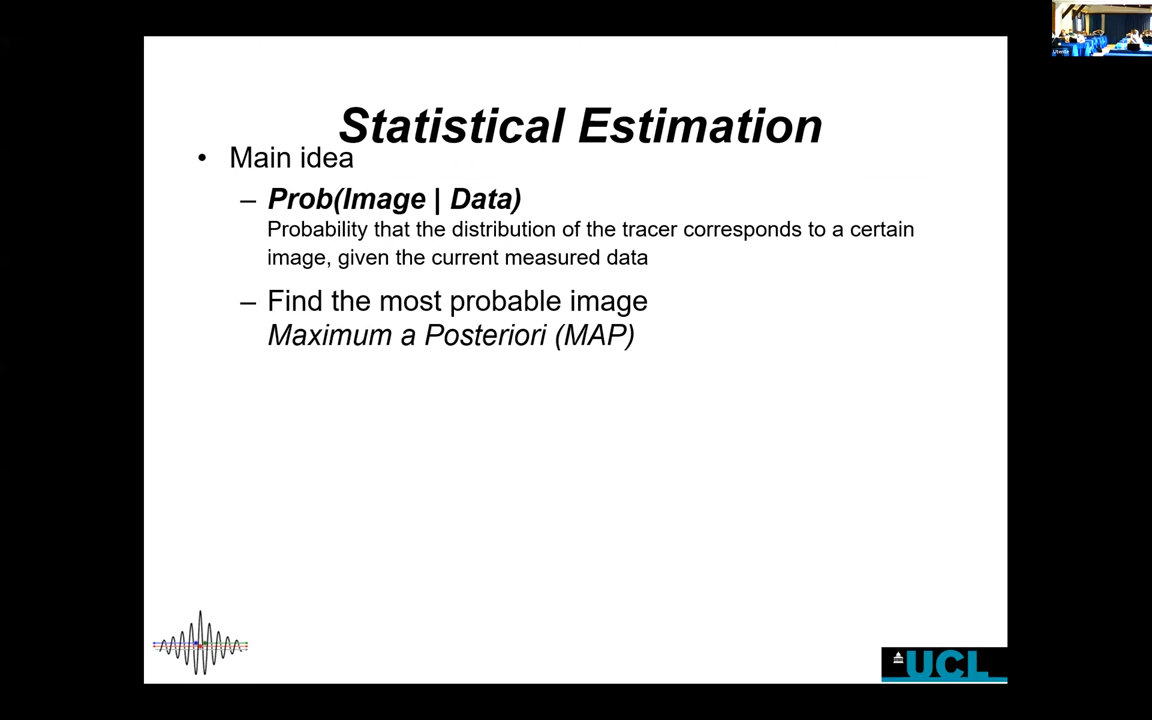 Statistical Estimation
• Main idea
– Prob(Image | Data)
Probability that the distribution of the tracer corresponds to a certain
image, given the current measured data
– Find the most probable image
Maximum a Posteriori (MAP)
UCL